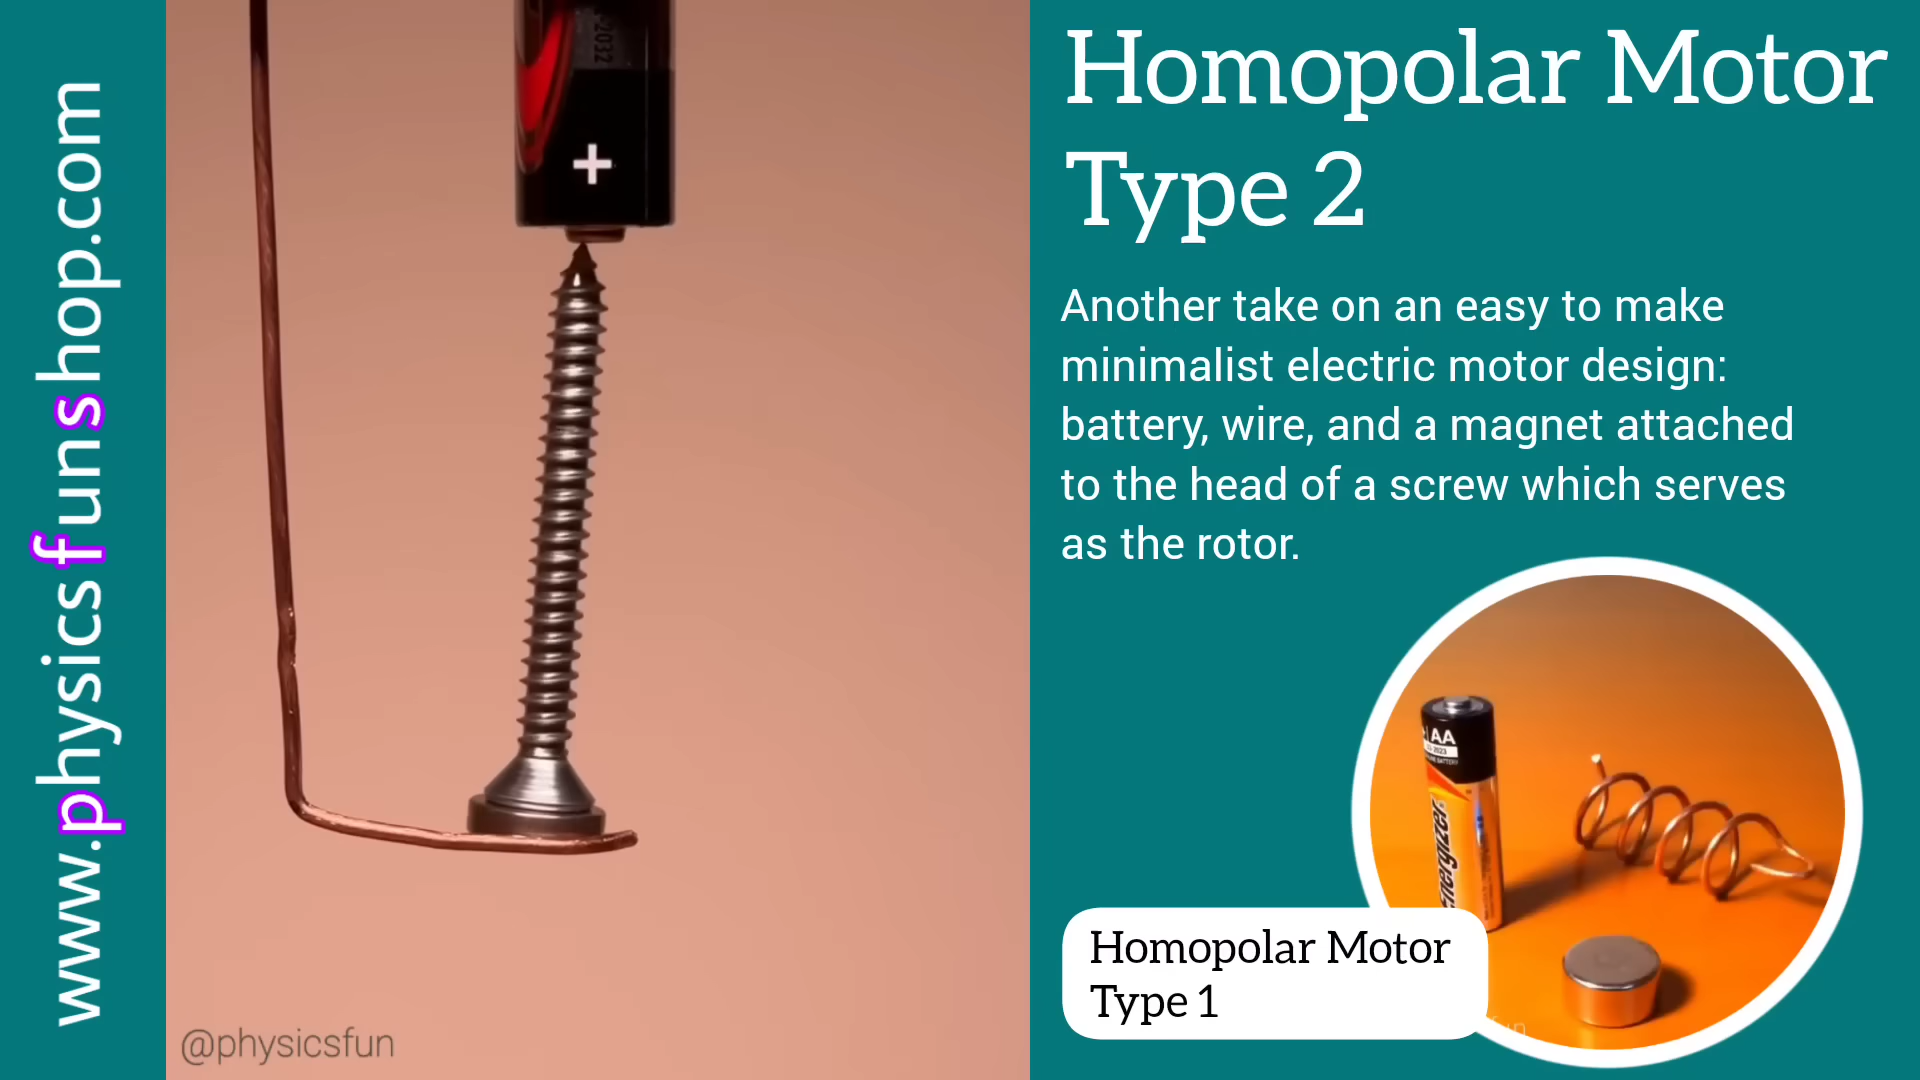 www.physicsfunshop.com
2032
+
@physicsfun
Homopolar Motor
Type 2
Another take on an easy to make
minimalist electric motor design:
battery, wire, and a magnet attached
to the head of a screw which serves
as the rotor.
AA
Energizer
Homopolar Motor
Type 1